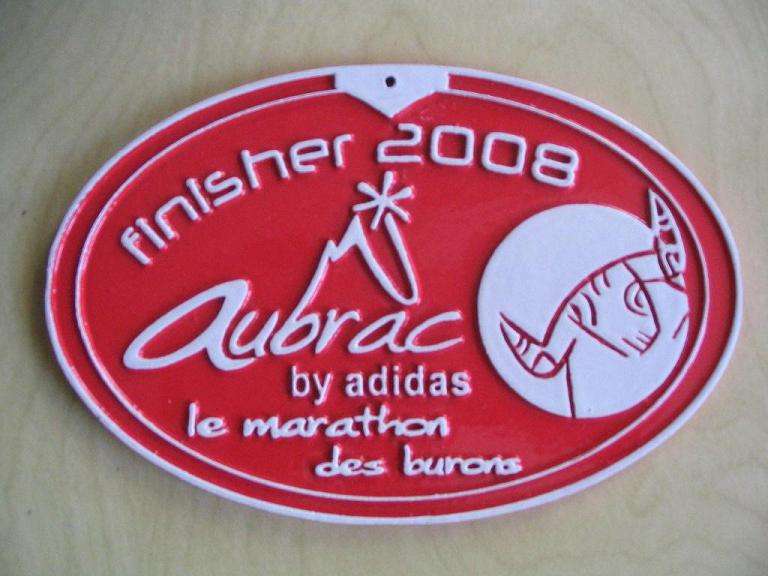 finisher 2008
Aubrac
by adidas
le marathon
des burons